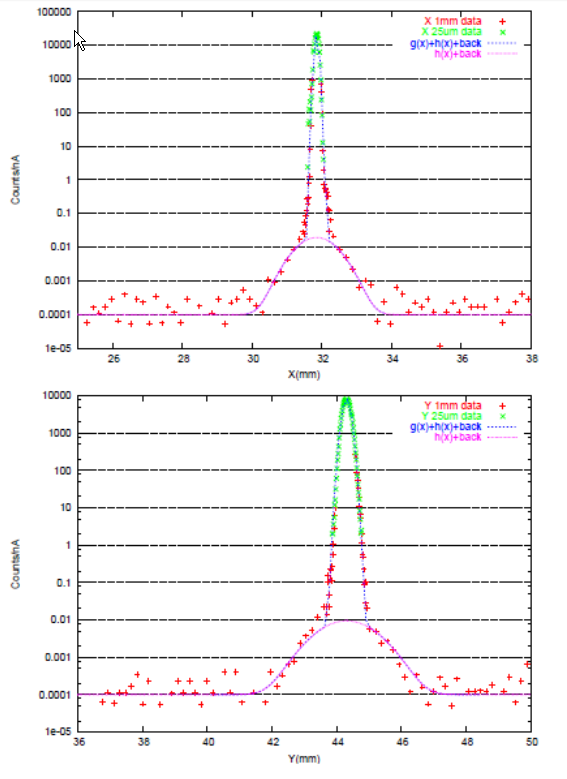 100000
10000
1000
100
10
1
0.1
0.01
0.001
0.0001
1e-05
Counts/nA
X 1mm data
X 25um data
g(x)+h(x)+back
h(x)+back
26 28 30 32 34 36 38
X(mm)
10000
1000
100
10
1
0.1
0.01
0.001
0.0001
1e-05
Counts/nA
Y 1mm data
Y 25um data
g(x)+h(x)+back
h(x)+back
36 38 40 42 44 46 48 50
Y(mm)